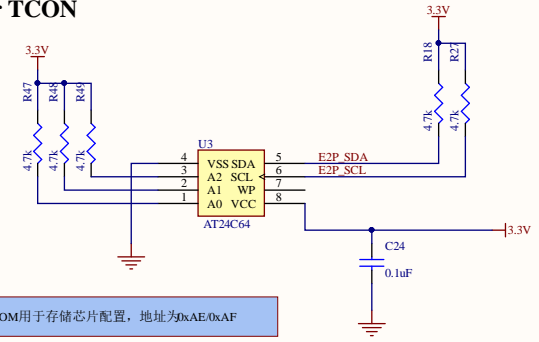 TCON
3.3V
3.3V
R47
R48
R49
R18
R27
4.7k
4.7k
4.7k
4.7k
4.7k
U3
4 VSS SDA 5 E2P_SDA
3 A2 SCL 6 E2P_SCL
2 A1 WP 7
1 A0 VCC 8
AT24C64
3.3V
C24
0.1uF
OM用于存储芯片配置，地址为0xAE/0xAF